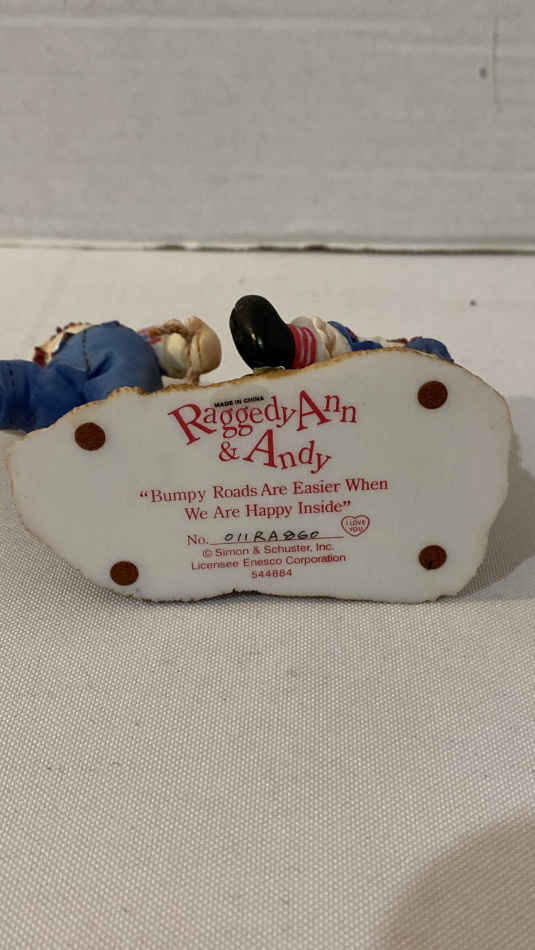 MADE IN CHINA
Raggedy Ann
& Andy
"Bumpy Roads Are Easier When
We Are Happy Inside"
I LOVE
YOU
No. 011RA860
© Simon & Schuster, Inc.
Licensee Enesco Corporation
544884